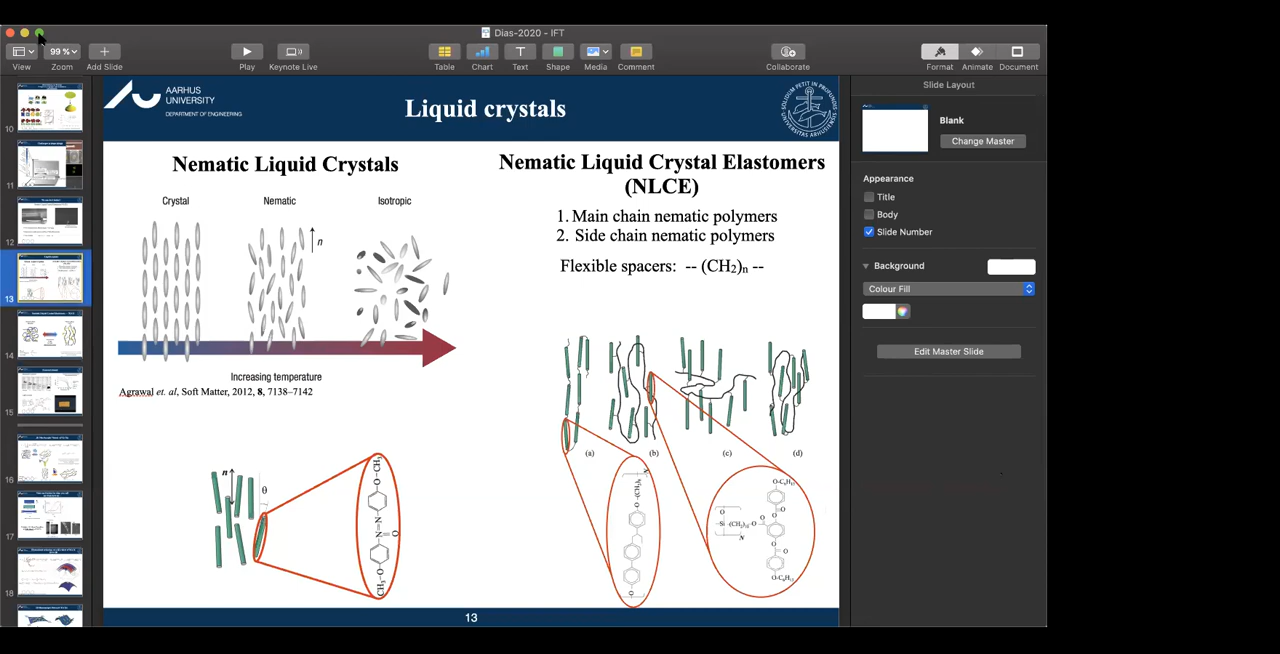 Dias-2020 - IFT
99 %
View
Zoom
Add Slide
Play
Keynote Live
Table
Chart
Text
Shape
Media
Comment
Collaborate
Format
Animate
Document
10
11
12
13
14
15
16
17
18
AARHUS
UNIVERSITY
DEPARTMENT OF ENGINEERING
Liquid crystals
Nematic Liquid Crystals
Crystal
Nematic
Isotropic
n
Increasing temperature
Agrawal et. al, Soft Matter, 2012, 8, 7138–7142
n
θ
Nematic Liquid Crystal Elastomers
(NLCE)
1. Main chain nematic polymers
2. Side chain nematic polymers
Flexible spacers: -- (CH₂)ₙ --
(a)
(b)
(c)
(d)
13
Slide Layout
Blank
Change Master
Appearance
Title
Body
Slide Number
Background
Colour Fill
Edit Master Slide